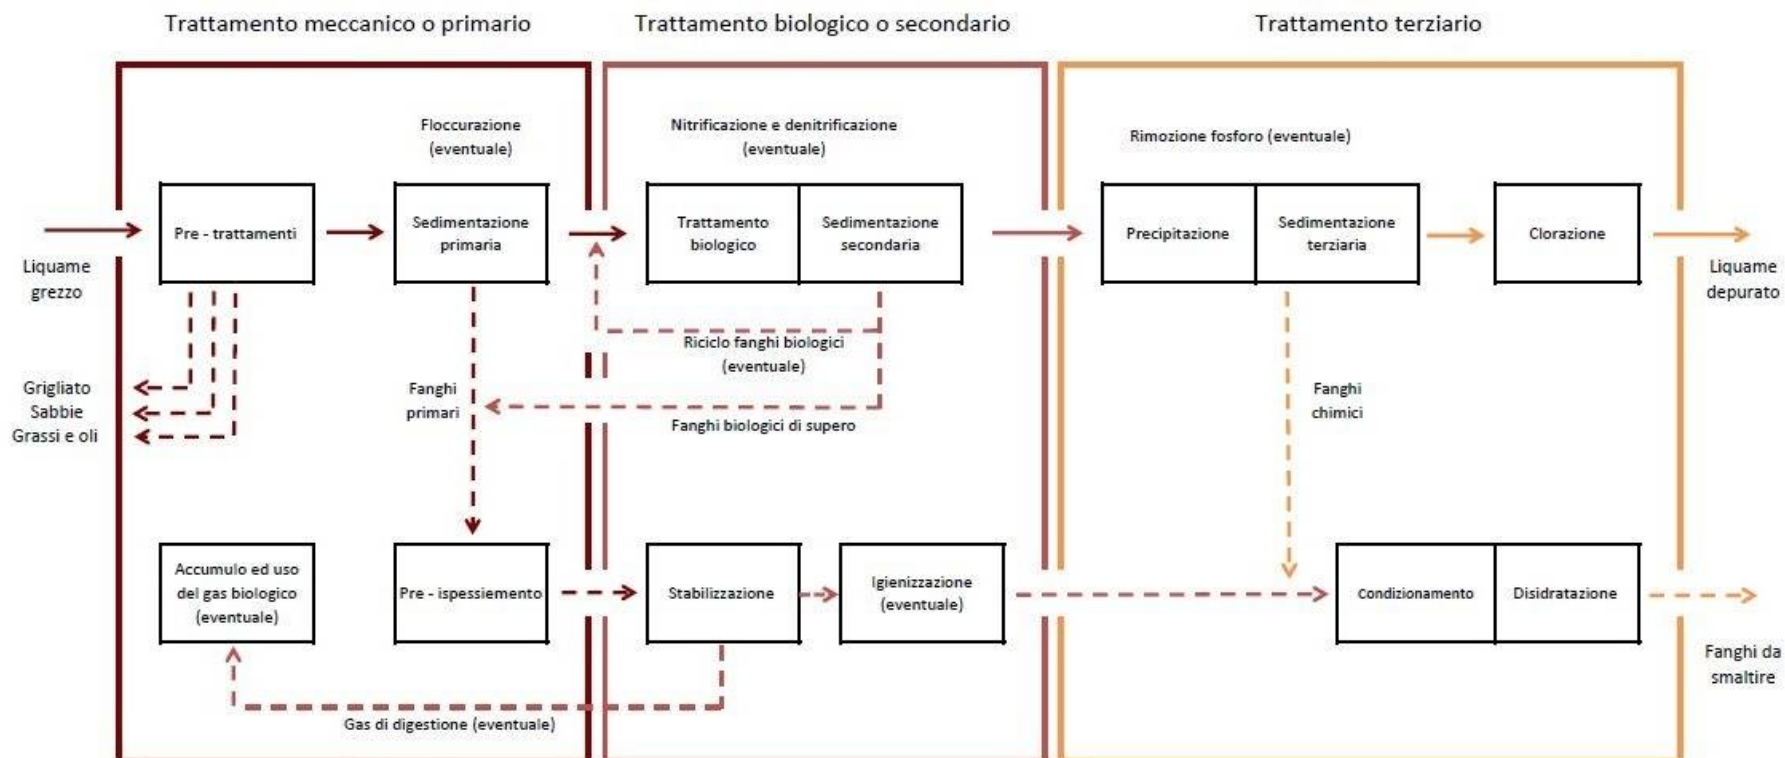 Trattamento meccanico o primario
Trattamento biologico o secondario
Trattamento terziario
Floccurazione
(eventuale)
Nitrificazione e denitrificazione
(eventuale)
Rimozione fosforo (eventuale)
Liquame
grezzo
Pre - trattamenti
Sedimentazione
primaria
Trattamento
biologico
Sedimentazione
secondaria
Precipitazione
Sedimentazione
terziaria
Clorazione
Liquame
depurato
Riciclo fanghi biologici
(eventuale)
Grigliato
Sabbie
Grassi e oli
Fanghi
primari
Fanghi biologici di supero
Fanghi
chimici
Accumulo ed uso
del gas biologico
(eventuale)
Pre - ispessiemento
Stabilizzazione
Igienizzazione
(eventuale)
Condizionamento
Disidratazione
Fanghi da
smaltire
Gas di digestione (eventuale)